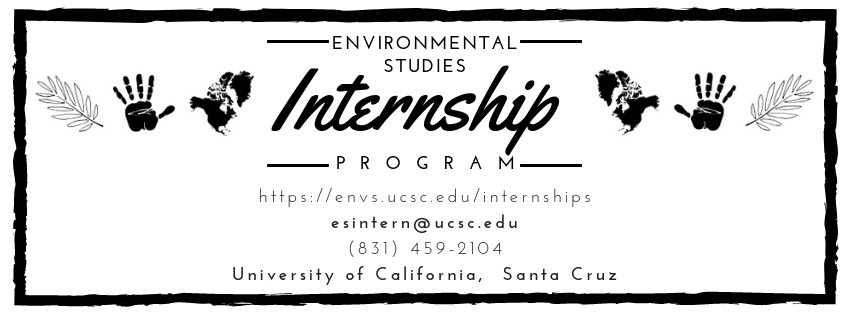 ENVIRONMENTAL
STUDIES
Internship
PROGRAM
https://envs.ucsc.edu/internships
esintern@ucsc.edu
(831) 459-2104
University of California, Santa Cruz